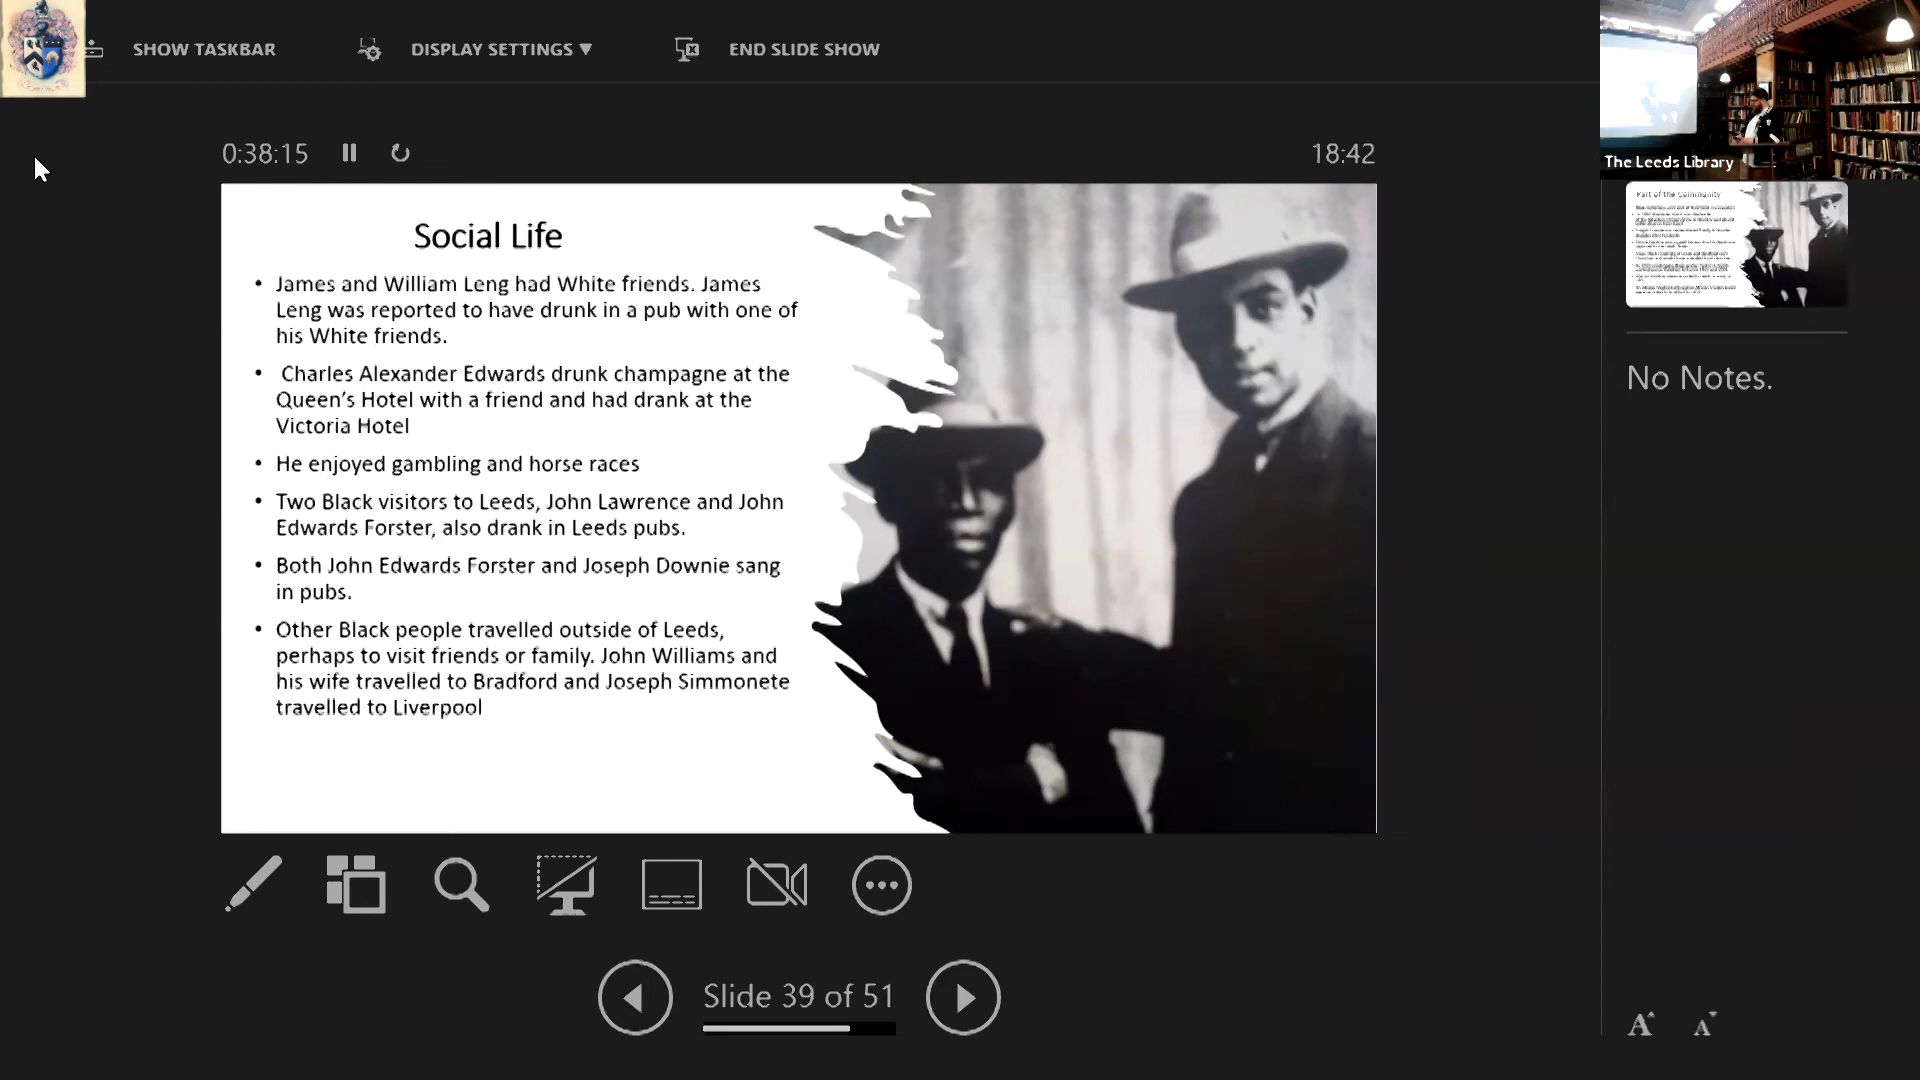 SHOW TASKBAR
DISPLAY SETTINGS ▼
END SLIDE SHOW
The Leeds Library
0:38:15
18:42
Social Life
• James and William Leng had White friends. James
Leng was reported to have drunk in a pub with one of
his White friends.
• Charles Alexander Edwards drunk champagne at the
Queen's Hotel with a friend and had drank at the
Victoria Hotel
• He enjoyed gambling and horse races
• Two Black visitors to Leeds, John Lawrence and John
Edwards Forster, also drank in Leeds pubs.
• Both John Edwards Forster and Joseph Downie sang
in pubs.
• Other Black people travelled outside of Leeds,
perhaps to visit friends or family. John Williams and
his wife travelled to Bradford and Joseph Simmonete
travelled to Liverpool
Part of the Community
No Notes.
Slide 39 of 51
A
A